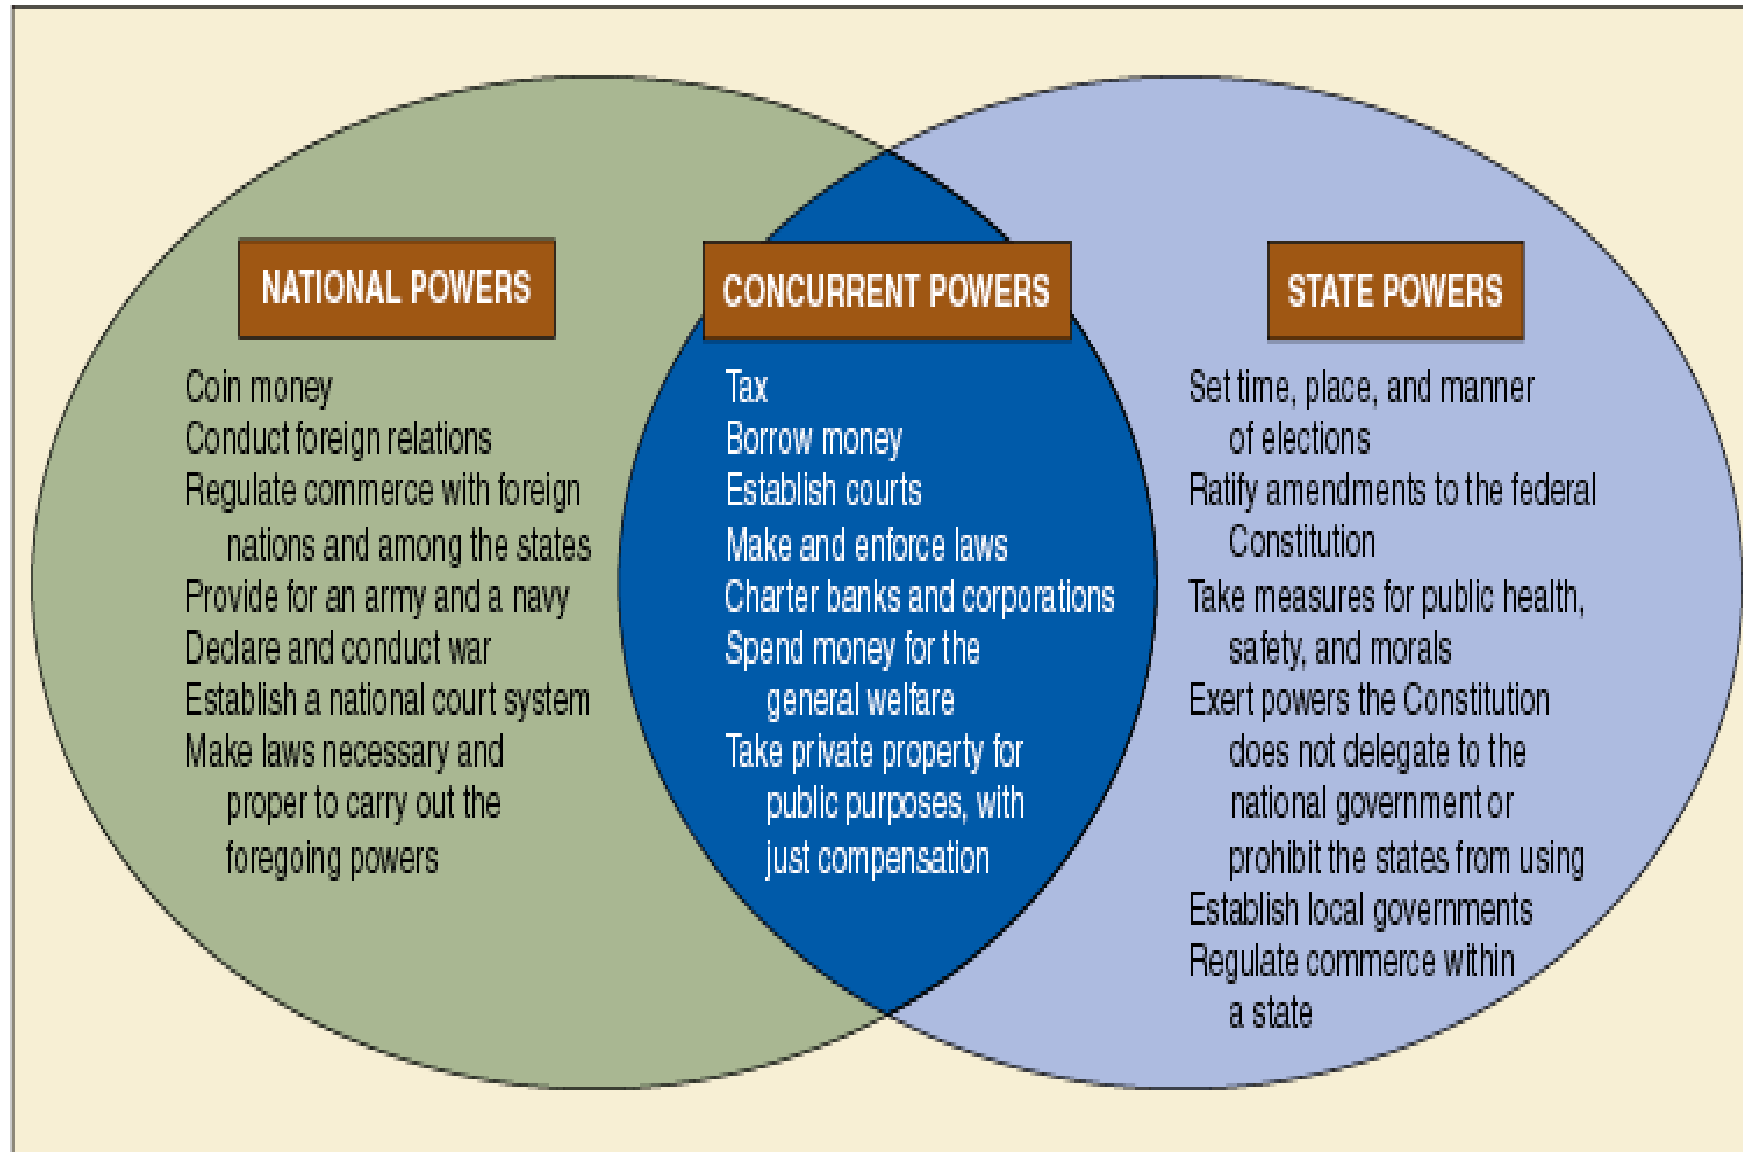 NATIONAL POWERS
Coin money
Conduct foreign relations
Regulate commerce with foreign
nations and among the states
Provide for an army and a navy
Declare and conduct war
Establish a national court system
Make laws necessary and
proper to carry out the
foregoing powers
CONCURRENT POWERS
Tax
Borrow money
Establish courts
Make and enforce laws
Charter banks and corporations
Spend money for the
general welfare
Take private property for
public purposes, with
just compensation
STATE POWERS
Set time, place, and manner
of elections
Ratify amendments to the federal
Constitution
Take measures for public health,
safety, and morals
Exert powers the Constitution
does not delegate to the
national government or
prohibit the states from using
Establish local governments
Regulate commerce within
a state